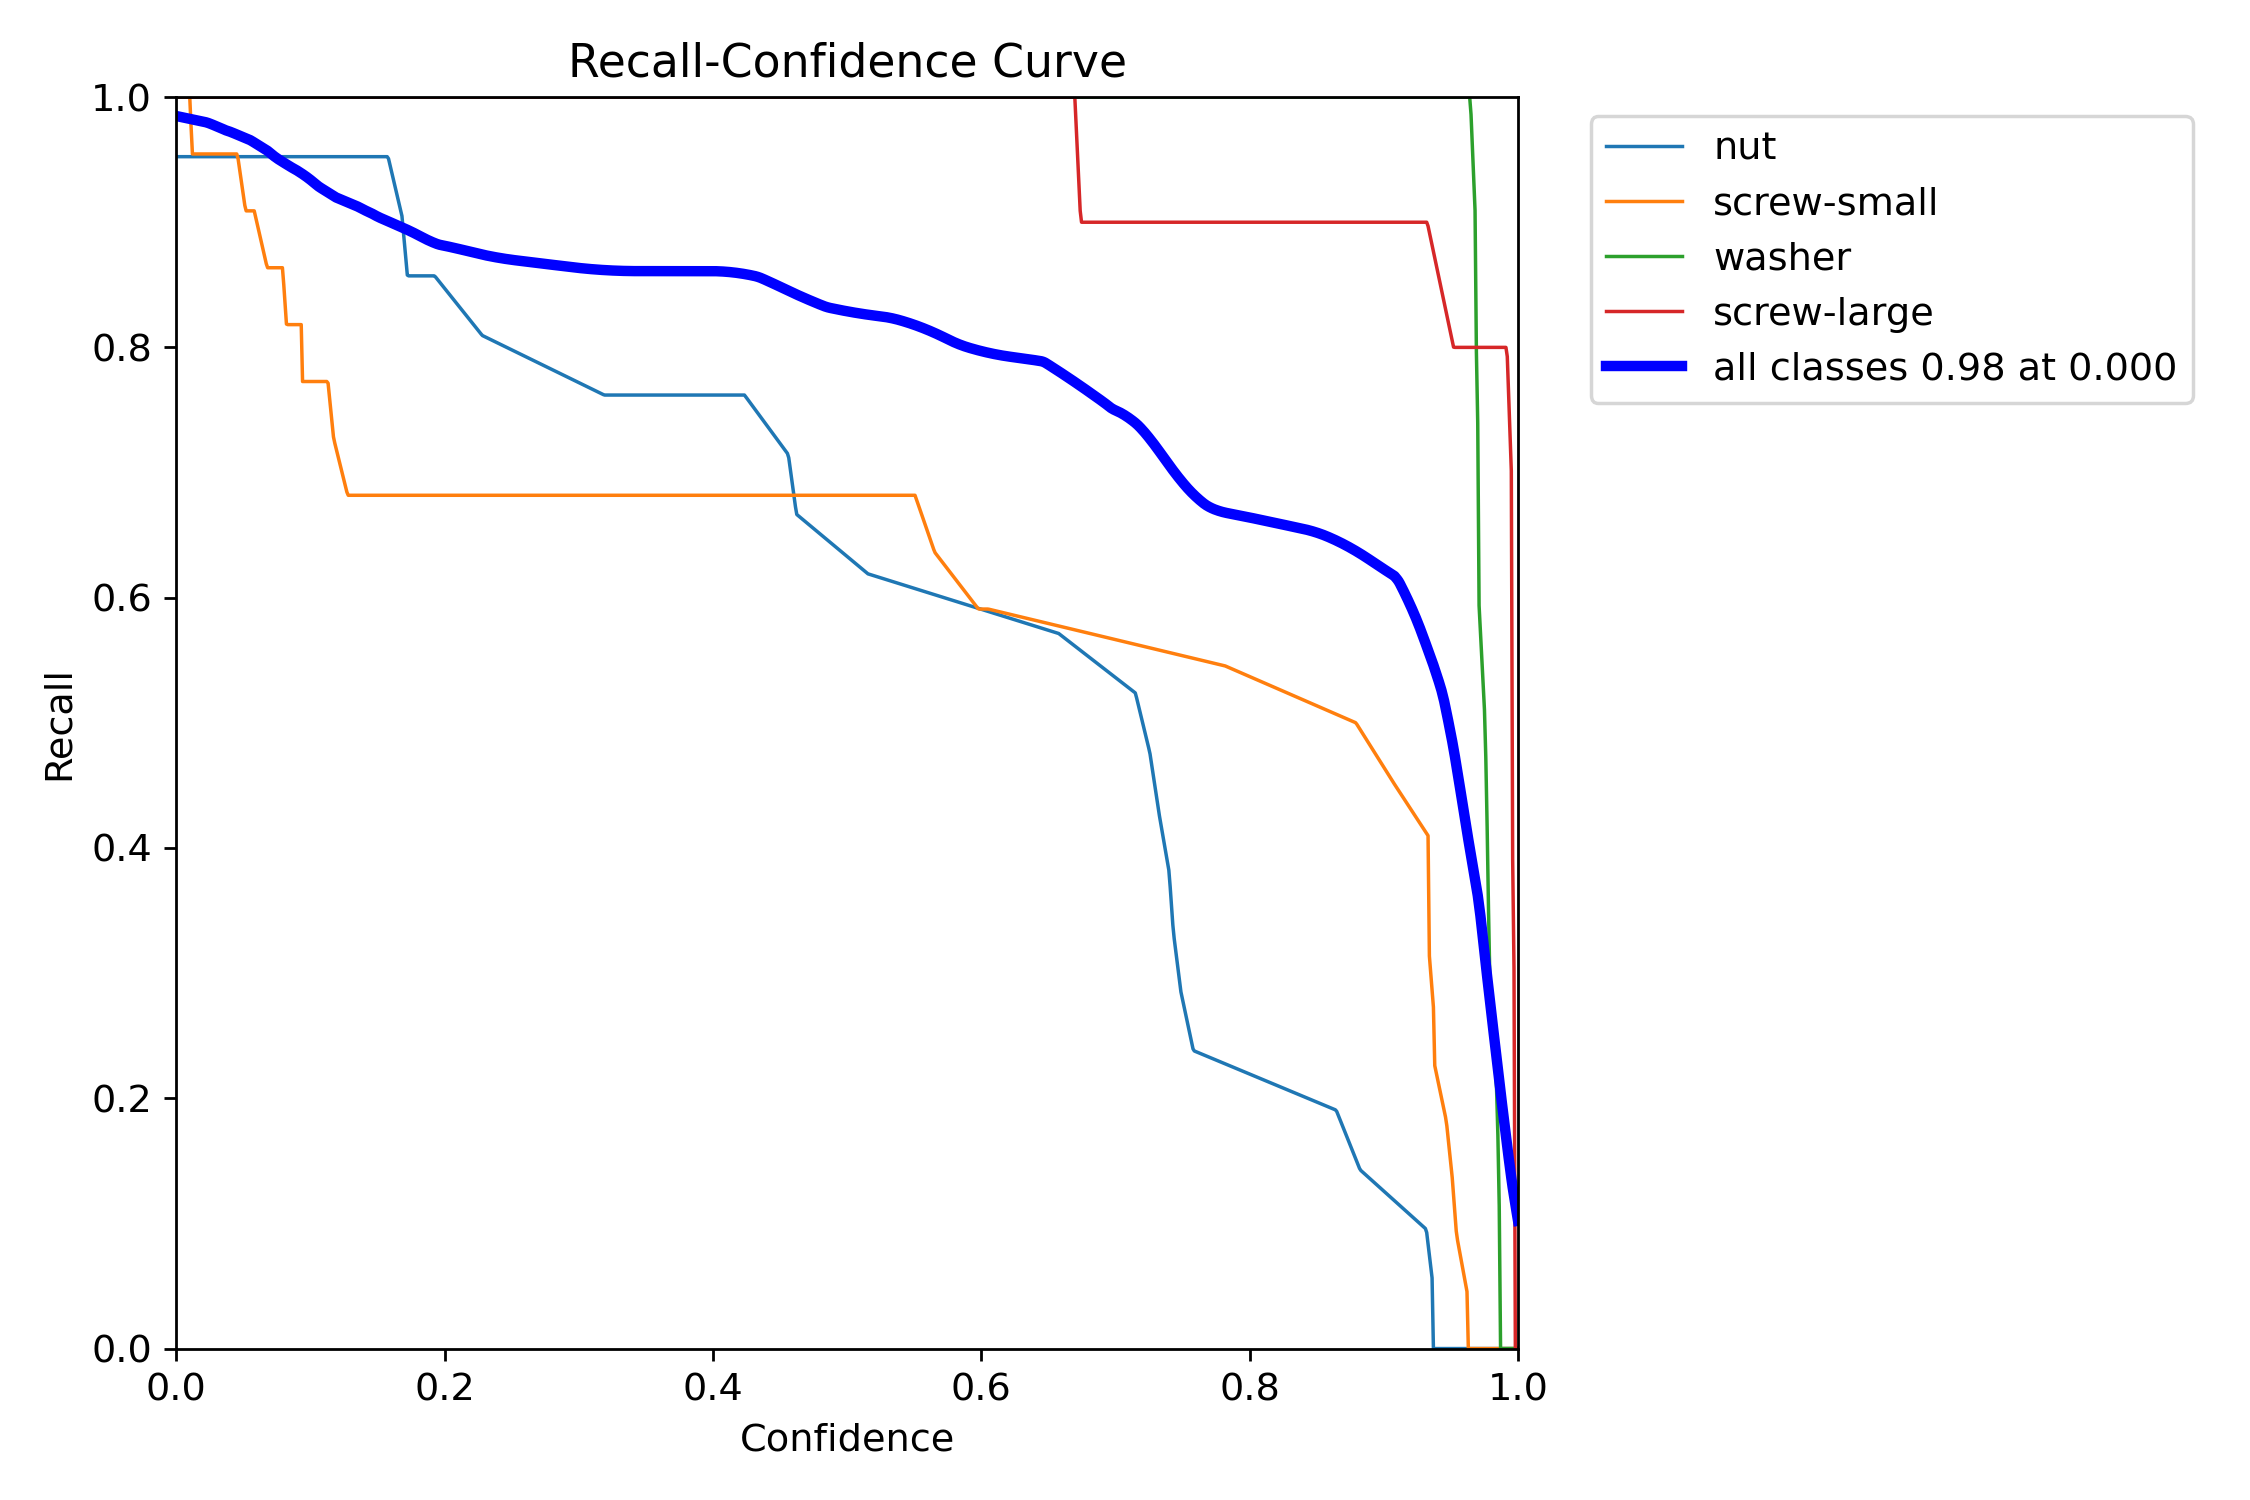 Recall-Confidence Curve
1.0
0.8
0.6
0.4
0.2
0.0
Recall
0.0 0.2 0.4 0.6 0.8 1.0
Confidence
nut
screw-small
washer
screw-large
all classes 0.98 at 0.000